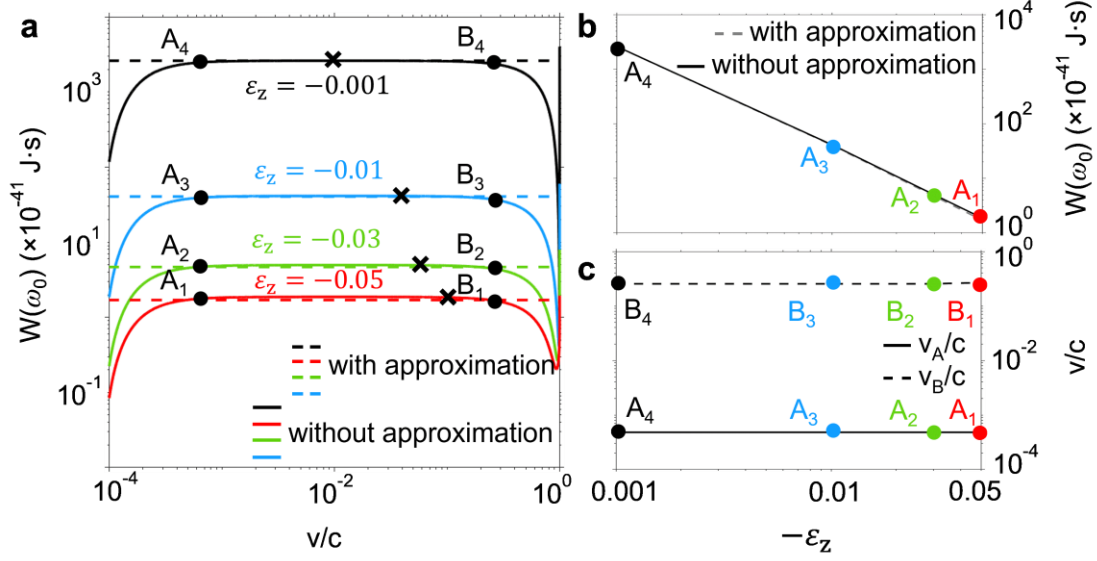 a
W(ω₀) (×10⁻⁴¹ J·s)
10³
10¹
10⁻¹
A₄
B₄
εz = −0.001
A₃
εz = −0.01
B₃
A₂
εz = −0.03
B₂
A₁
εz = −0.05
B₁
with approximation
without approximation
10⁻⁴
10⁻²
10⁰
v/c
b
with approximation
without approximation
A₄
A₃
A₂
A₁
10⁴
10²
10⁰
W(ω₀) (×10⁻⁴¹ J·s)
c
B₄
B₃
B₂
B₁
v_A/c
v_B/c
A₄
A₃
A₂
A₁
10⁰
10⁻²
10⁻⁴
v/c
0.001
0.01
0.05
−εz